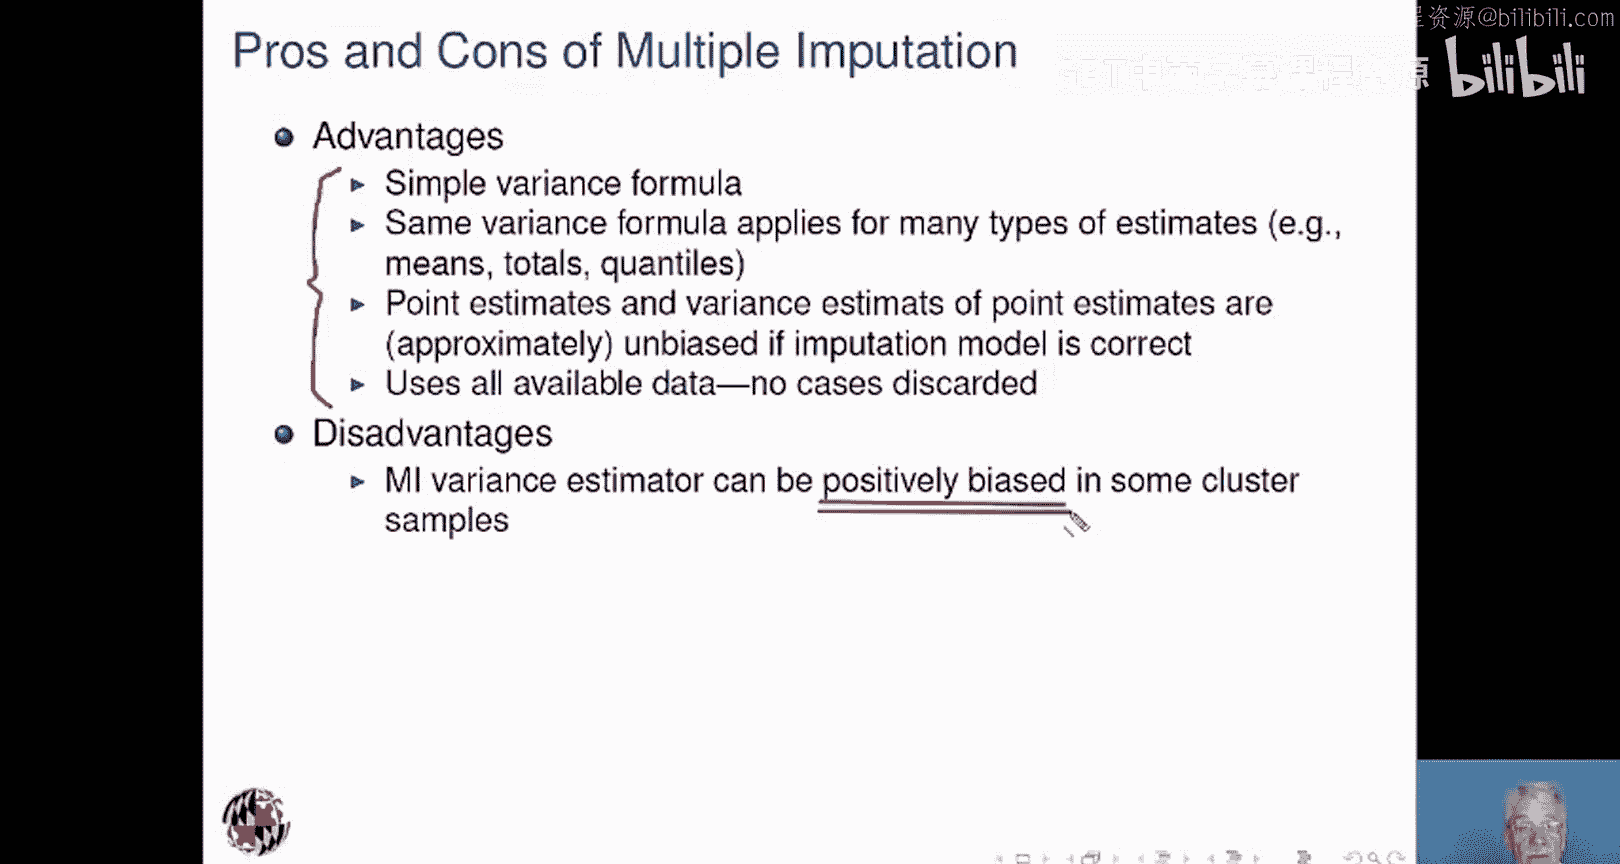 程资源@bilibili.com
bilibili
Pros and Cons of Multiple Imputation
Advantages
Simple variance formula
Same variance formula applies for many types of estimates (e.g.,
means, totals, quantiles)
Point estimates and variance estimats of point estimates are
(approximately) unbiased if imputation model is correct
Uses all available data—no cases discarded
Disadvantages
MI variance estimator can be positively biased in some cluster
samples